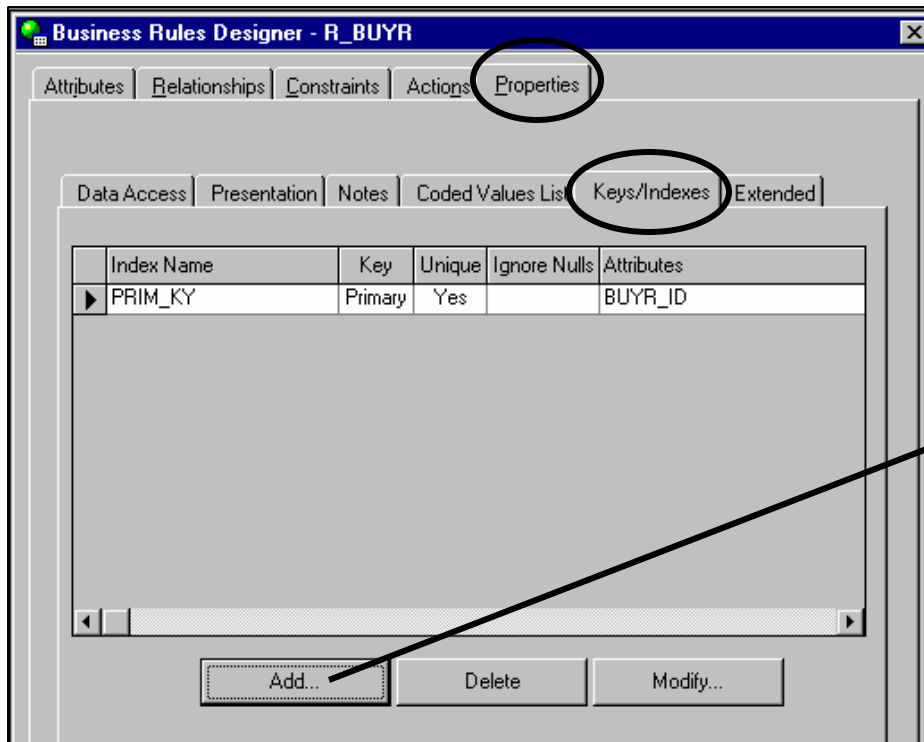 Business Rules Designer - R_BUYR
Attributes Relationships Constraints Actions Properties
Data Access Presentation Notes Coded Values List Keys/Indexes Extended
Index Name Key Unique Ignore Nulls Attributes
PRIM_KY Primary Yes BUYR_ID
Add... Delete Modify...